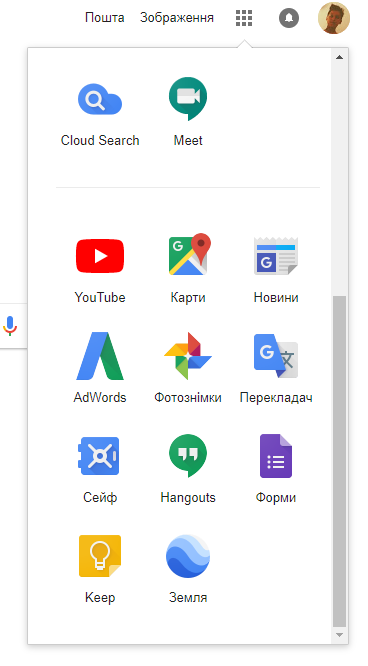 Пошта Зображення
Cloud Search Meet
YouTube Карти Новини
AdWords Фотознімки Перекладач
Сейф Hangouts Форми
Keep Земля